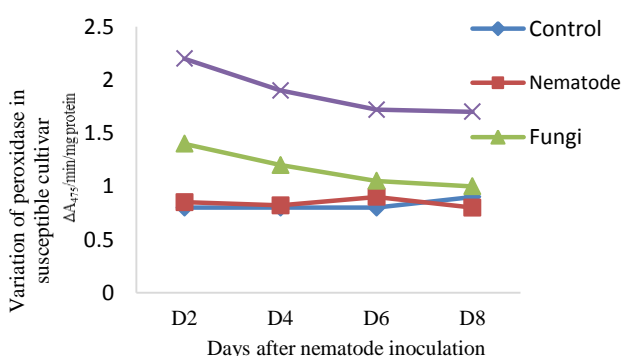 2.5
2
1.5
1
0.5
0
D2 D4 D6 D8
Days after nematode inoculation
Variation of peroxidase in
susceptible cultivar
ΔA₄₇₅/min/mg protein
Control
Nematode
Fungi